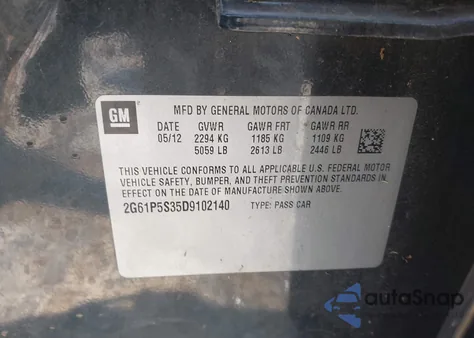 GM
MFD BY GENERAL MOTORS OF CANADA LTD.
DATE GVWR GAWR FRT GAWR RR
05/12 2294 KG 1185 KG 1109 KG
5059 LB 2613 LB 2446 LB
THIS VEHICLE CONFORMS TO ALL APPLICABLE U.S. FEDERAL MOTOR
VEHICLE SAFETY, BUMPER, AND THEFT PREVENTION STANDARDS IN
EFFECT ON THE DATE OF MANUFACTURE SHOWN ABOVE.
2G61P5S35D9102140 TYPE: PASS CAR
autoSnap